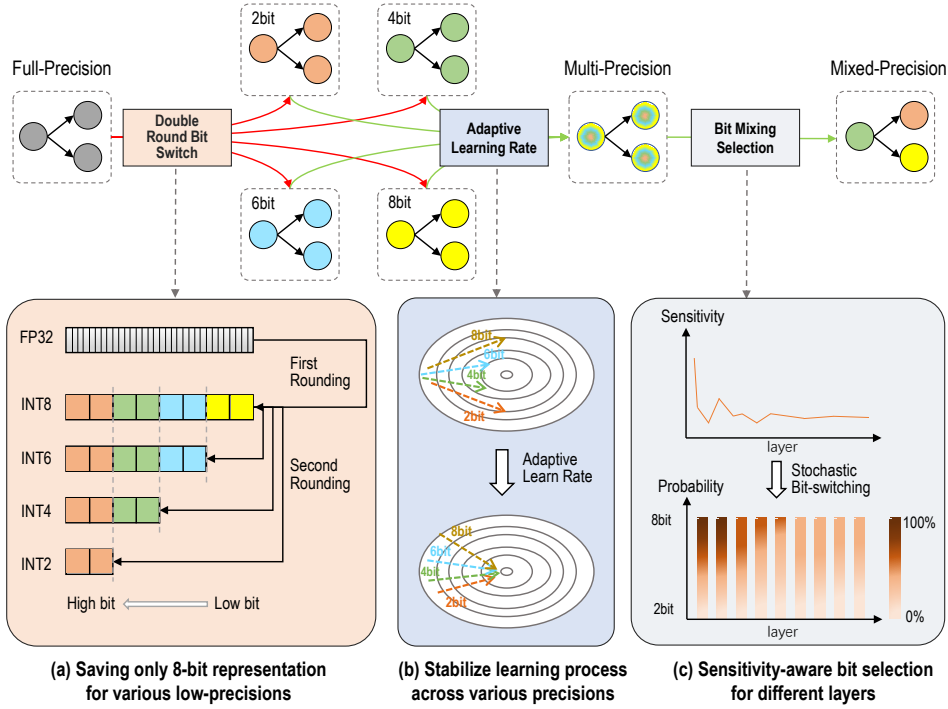 2bit
4bit
Full-Precision
Multi-Precision
Mixed-Precision
Double
Round Bit
Switch
Adaptive
Learning Rate
Bit Mixing
Selection
6bit
8bit
FP32
First
Rounding
INT8
INT6
Second
Rounding
INT4
INT2
High bit
Low bit
8bit
6bit
4bit
2bit
Adaptive
Learn Rate
8bit
6bit
4bit
2bit
Sensitivity
layer
Stochastic
Bit-switching
Probability
8bit
100%
2bit
0%
layer
(a) Saving only 8-bit representation
for various low-precisions
(b) Stabilize learning process
across various precisions
(c) Sensitivity-aware bit selection
for different layers